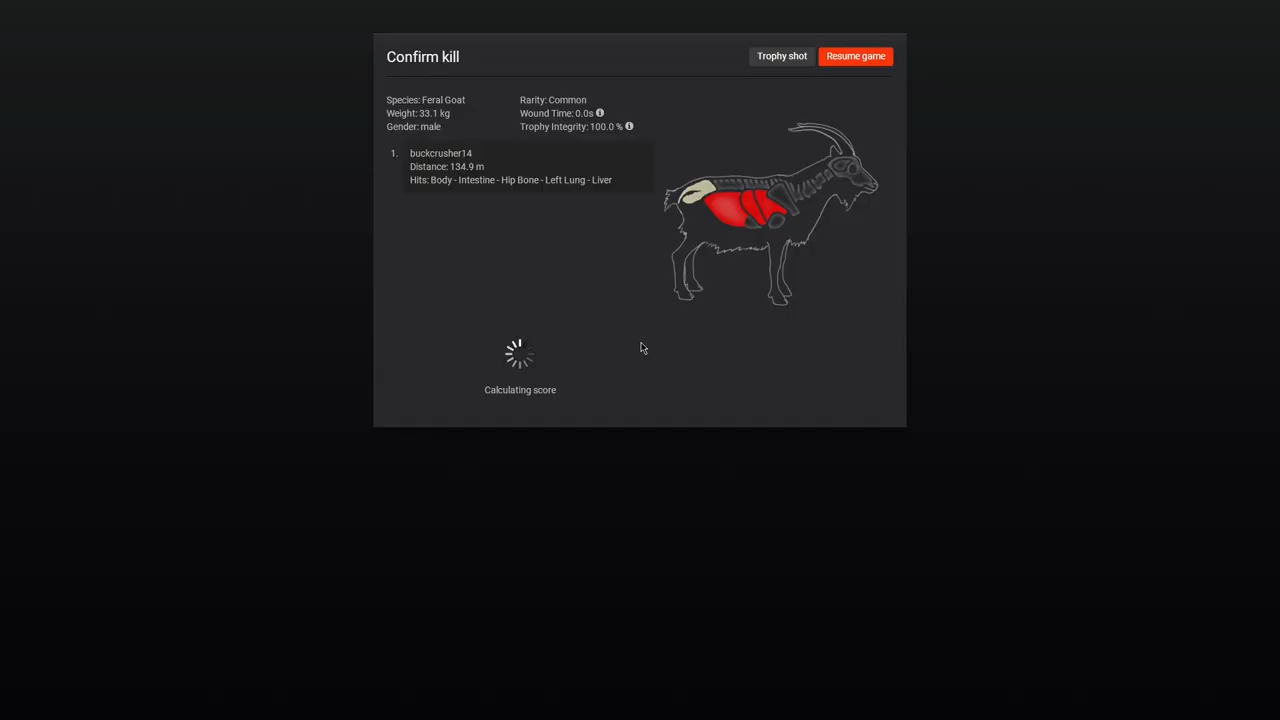 Confirm kill
Trophy shot
Resume game
Species: Feral Goat
Rarity: Common
Weight: 33.1 kg
Wound Time: 0.0s
Gender: male
Trophy Integrity: 100.0 %
1. buckcrusher14
Distance: 134.9 m
Hits: Body - Intestine - Hip Bone - Left Lung - Liver
Calculating score